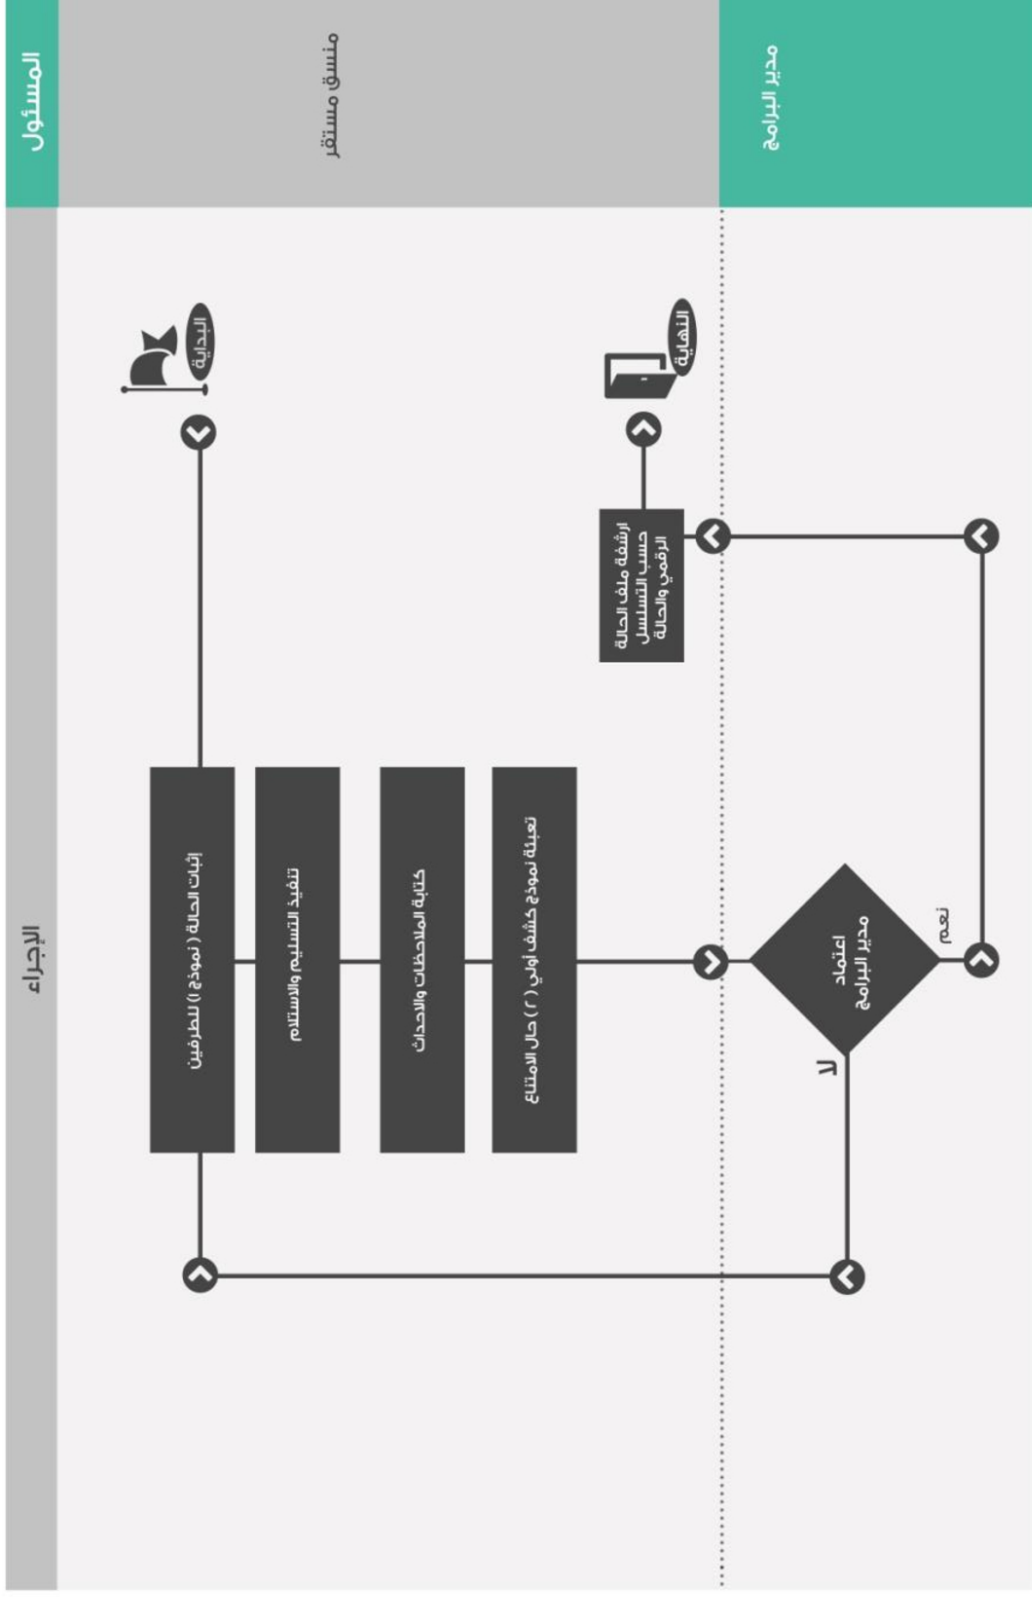 المسئول
الإجراء
منسق مستقر
البداية
إثبات الحالة ( نموذج ١) للطرفين
تنفيذ التسليم والاستلام
كتابة الملاحظات والاحداث
تعبئة نموذج كشف أولي ( ٢ ) حال الامتناع
ارشفة ملف الحالة
حسب التسلسل
الرقمي والحالة
النهاية
مدير البرامج
اعتماد
مدير البرامج
نعم
لا